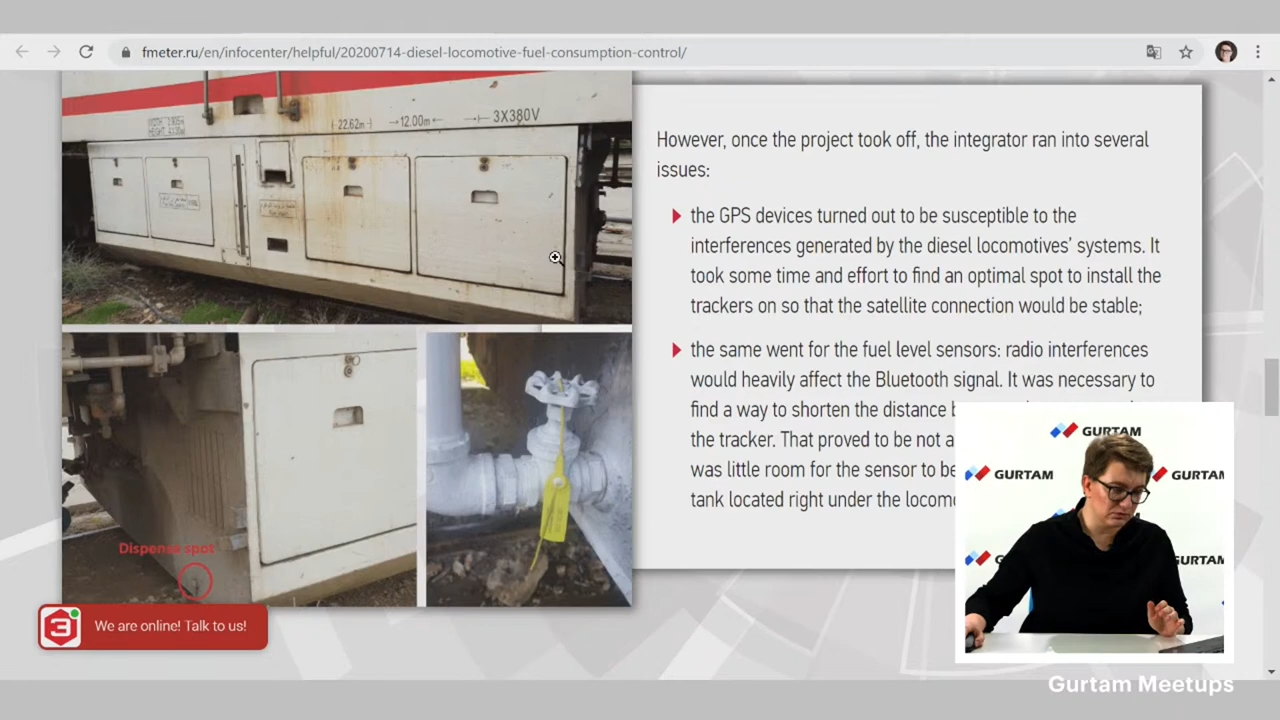 fmeter.ru/en/infocenter/helpful/20200714-diesel-locomotive-fuel-consumption-control/
22.62m
12.00m
3X380V
However, once the project took off, the integrator ran into several
issues:
the GPS devices turned out to be susceptible to the
interferences generated by the diesel locomotives' systems. It
took some time and effort to find an optimal spot to install the
trackers on so that the satellite connection would be stable;
the same went for the fuel level sensors: radio interferences
would heavily affect the Bluetooth signal. It was necessary to
find a way to shorten the distance
the tracker. That proved to be not a
was little room for the sensor to be
tank located right under the
Dispense spot
We are online! Talk to us!
GURTAM
GURTAM
GURTAM
GURTAM
Gurtam Meetups